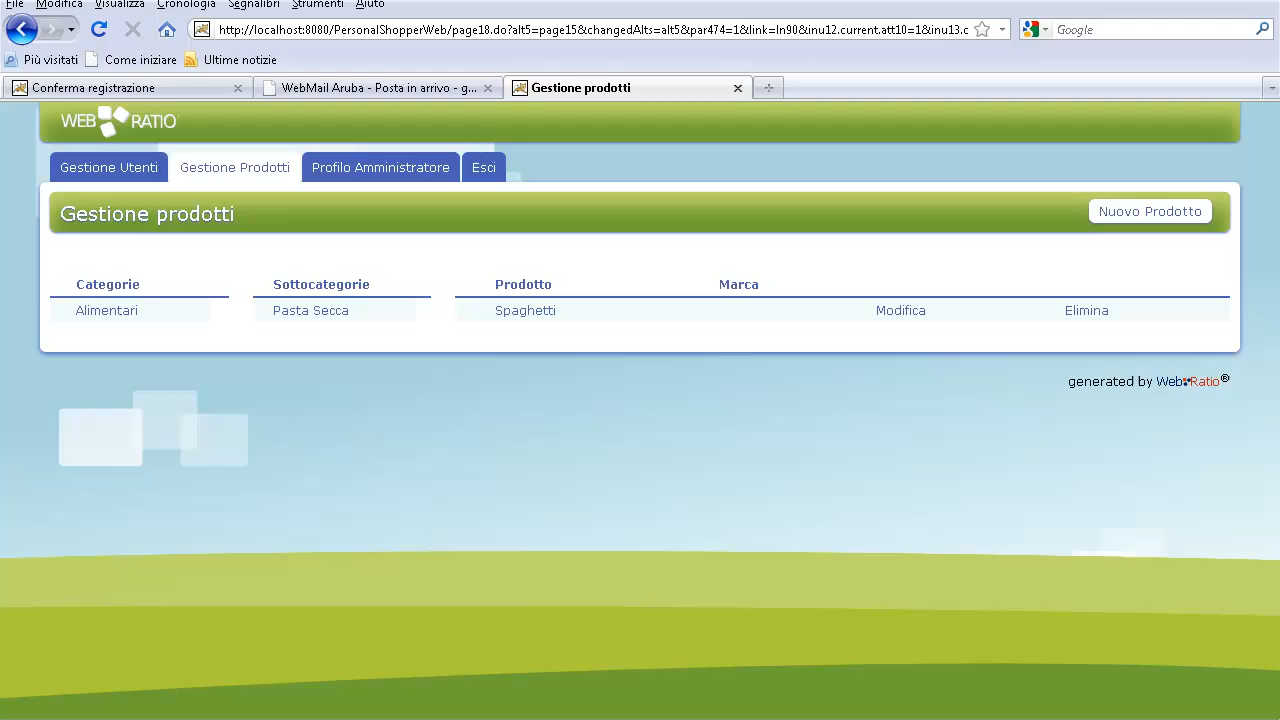 File Modifica Visualizza Cronologia Segnalibri Strumenti Aiuto
http://localhost:8080/PersonalShopperWeb/page18.do?alt5=page15&changedAlts=alt5&par474=1&link=ln90&inu12.current.att10=1&inu13.c
Google
Più visitati Come iniziare Ultime notizie
Conferma registrazione WebMail Aruba - Posta in arrivo - g... Gestione prodotti
WEB RATIO
Gestione Utenti Gestione Prodotti Profilo Amministratore Esci
Gestione prodotti Nuovo Prodotto
Categorie Sottocategorie Prodotto Marca
Alimentari Pasta Secca Spaghetti Modifica Elimina
generated by WebRatio®